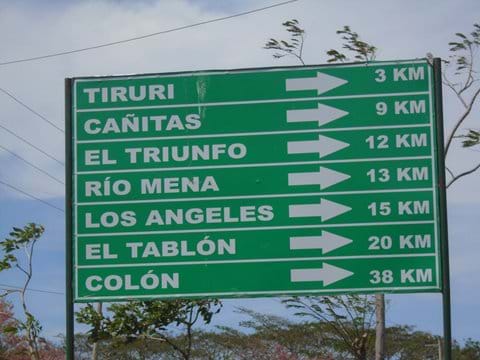 TIRURI 3 KM
CAÑITAS 9 KM
EL TRIUNFO 12 KM
RÍO MENA 13 KM
LOS ANGELES 15 KM
EL TABLÓN 20 KM
COLÓN 38 KM